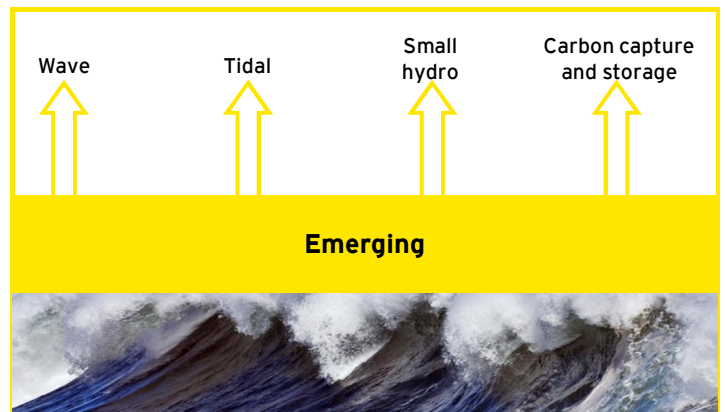 Wave
Tidal
Small
hydro
Carbon capture
and storage
Emerging